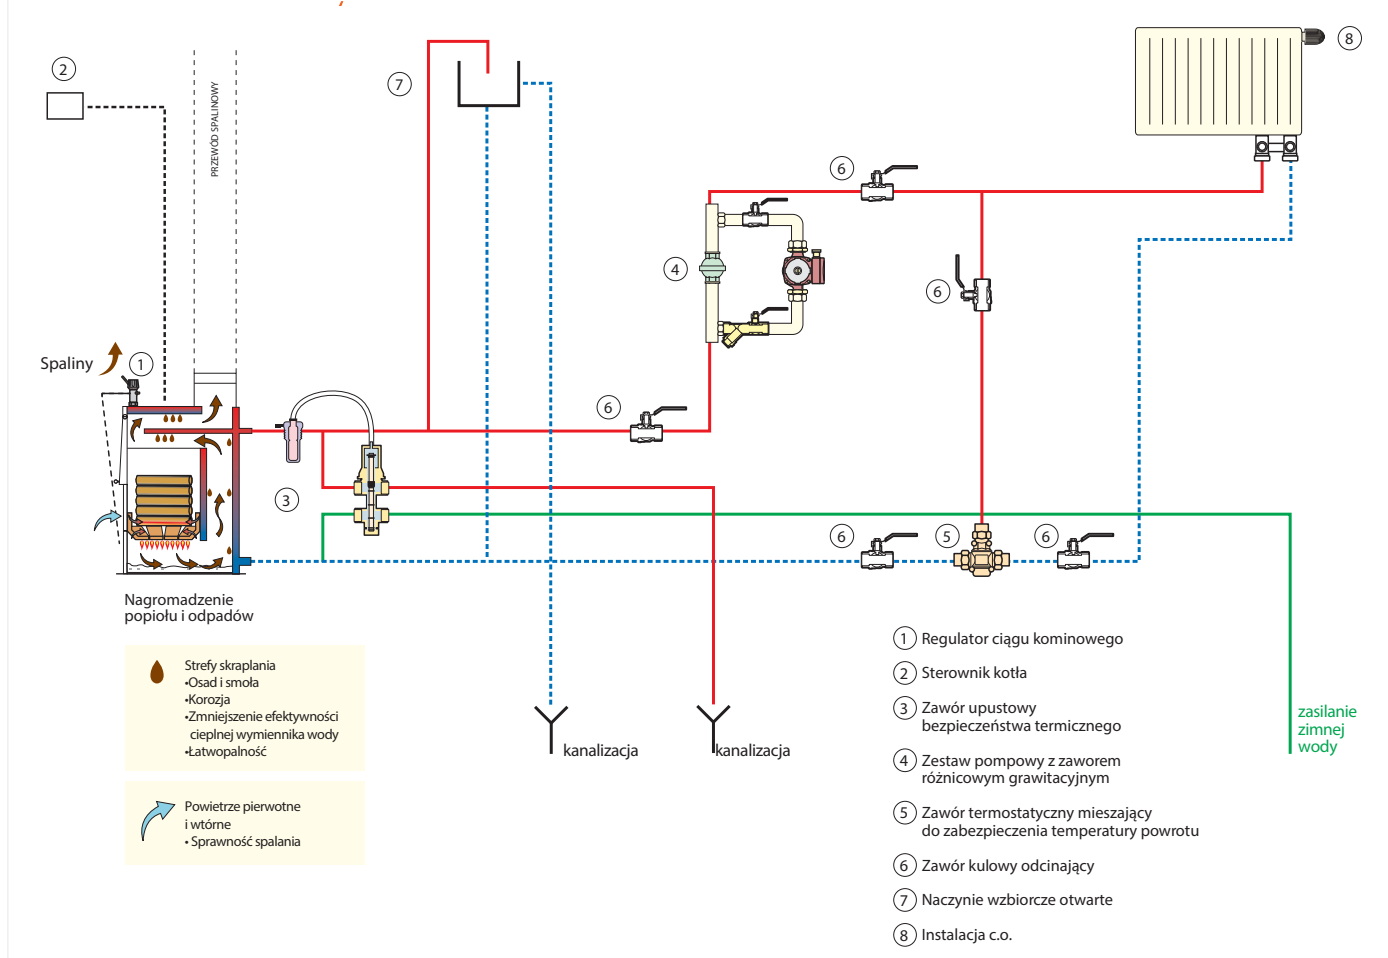 2
7
8
PRZEWÓD SPALINOWY
6
4
6
Spaliny
1
6
3
6
5
6
Nagromadzenie
popiołu i odpadów
Strefy skraplania
•Osad i smoła
•Korozja
•Zmniejszenie efektywności
cieplnej wymiennika wody
•Łatwopalność
Powietrze pierwotne
i wtórne
• Sprawność spalania
kanalizacja
kanalizacja
zasilanie
zimnej
wody
1 Regulator ciągu kominowego
2 Sterownik kotła
3 Zawór upustowy
bezpieczeństwa termicznego
4 Zestaw pompowy z zaworem
różnicowym grawitacyjnym
5 Zawór termostatyczny mieszający
do zabezpieczenia temperatury powrotu
6 Zawór kulowy odcinający
7 Naczynie wzbiorcze otwarte
8 Instalacja c.o.